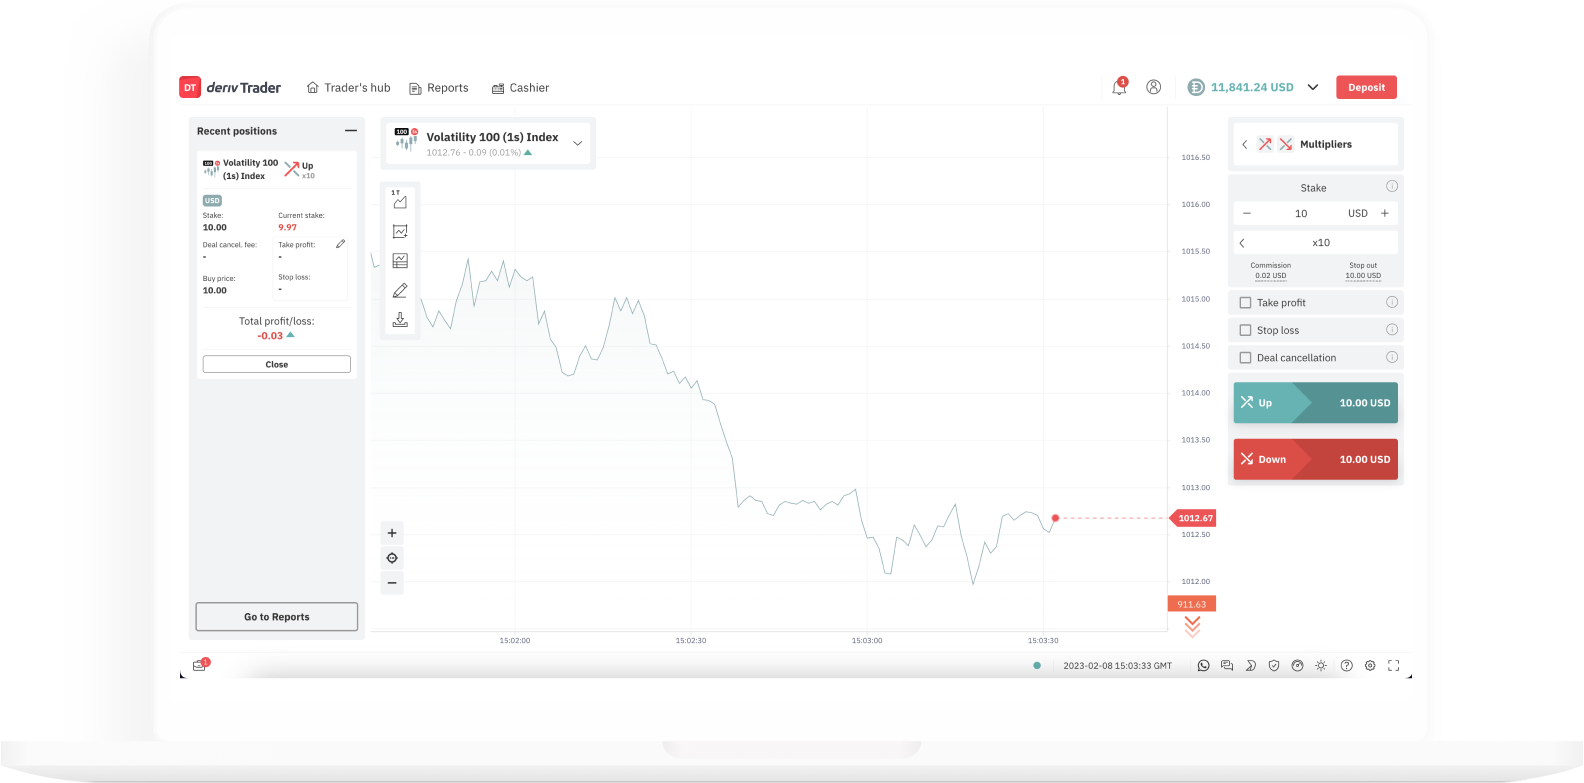 DT deriv Trader
Trader's hub
Reports
Cashier
1
11,841.24 USD
Deposit
Recent positions
100 1s
Volatility 100
(1s) Index
Up
x10
USD
Stake:
Current stake:
10.00
9.97
Deal cancel. fee:
Take profit:
-
-
Buy price:
Stop loss:
10.00
-
Total profit/loss:
-0.03
Close
Go to Reports
100 1s
Volatility 100 (1s) Index
1012.76 - 0.09 (0.01%)
1 T
+
−
1016.50
1016.00
1015.50
1015.00
1014.50
1014.00
1013.50
1013.00
1012.67
1012.50
1012.00
911.63
15:02:00
15:02:30
15:03:00
15:03:30
Multipliers
Stake
− 10 USD +
x10
Commission
Stop out
0.02 USD
10.00 USD
Take profit
Stop loss
Deal cancellation
Up 10.00 USD
Down 10.00 USD
1
2023-02-08 15:03:33 GMT